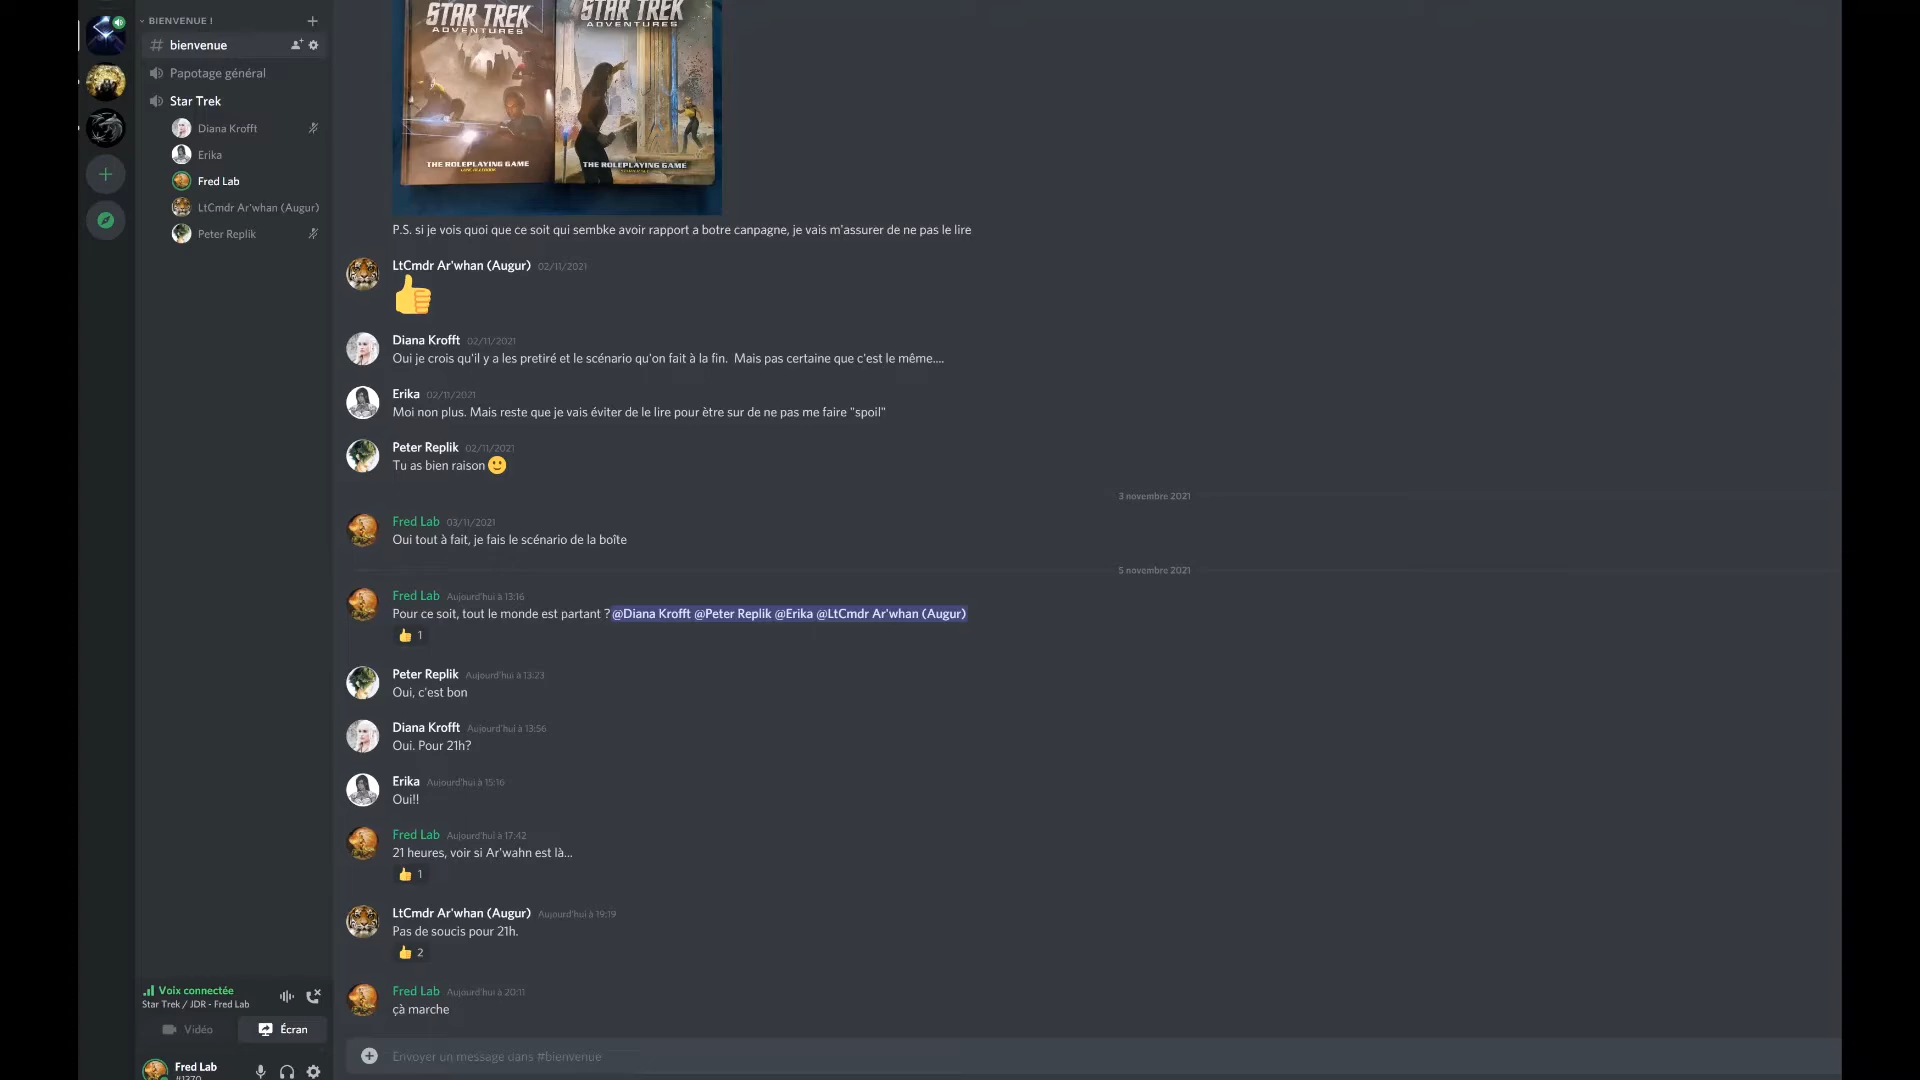 BIENVENUE !
bienvenue
Papotage général
Star Trek
Diana Krofft
Erika
Fred Lab
LtCmdr Ar'whan (Augur)
Peter Replik
STAR TREK
ADVENTURES
THE ROLEPLAYING GAME
STAR TREK
ADVENTURES
THE ROLEPLAYING GAME
P.S. si je vois quoi que ce soit qui sembke avoir rapport a botre canpagne, je vais m'assurer de ne pas le lire
LtCmdr Ar'whan (Augur) 02/11/2021
Diana Krofft 02/11/2021
Oui je crois qu'il y a les pretiré et le scénario qu'on fait à la fin. Mais pas certaine que c'est le même....
Erika 02/11/2021
Moi non plus. Mais reste que je vais éviter de le lire pour ètre sur de ne pas me faire "spoil"
Peter Replik 02/11/2021
Tu as bien raison
3 novembre 2021
Fred Lab 03/11/2021
Oui tout à fait, je fais le scénario de la boîte
5 novembre 2021
Fred Lab Aujourd'hui à 13:16
Pour ce soit, tout le monde est partant ? @Diana Krofft @Peter Replik @Erika @LtCmdr Ar'whan (Augur)
1
Peter Replik Aujourd'hui à 13:23
Oui, c'est bon
Diana Krofft Aujourd'hui à 13:56
Oui. Pour 21h?
Erika Aujourd'hui à 15:16
Oui!!
Fred Lab Aujourd'hui à 17:42
21 heures, voir si Ar'wahn est là...
1
LtCmdr Ar'whan (Augur) Aujourd'hui à 19:19
Pas de soucis pour 21h.
2
Fred Lab Aujourd'hui à 20:11
çà marche
Voix connectée
Star Trek / JDR - Fred Lab
Vidéo
Écran
Fred Lab
#1370
Envoyer un message dans #bienvenue